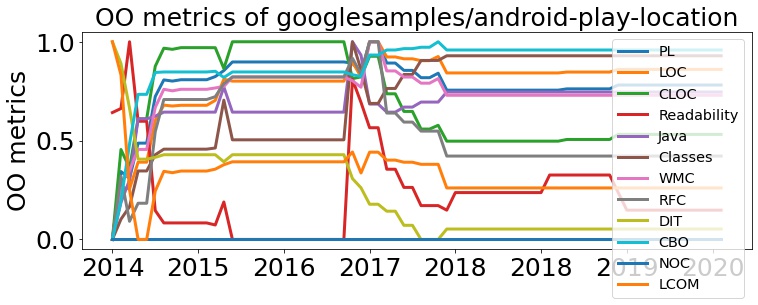 OO metrics of googlesamples/android-play-location
OO metrics
1.0
0.5
0.0
2014 2015 2016 2017 2018 2018 2019 2020
PL
LOC
CLOC
Readability
Java
Classes
WMC
RFC
DIT
CBO
NOC
LCOM